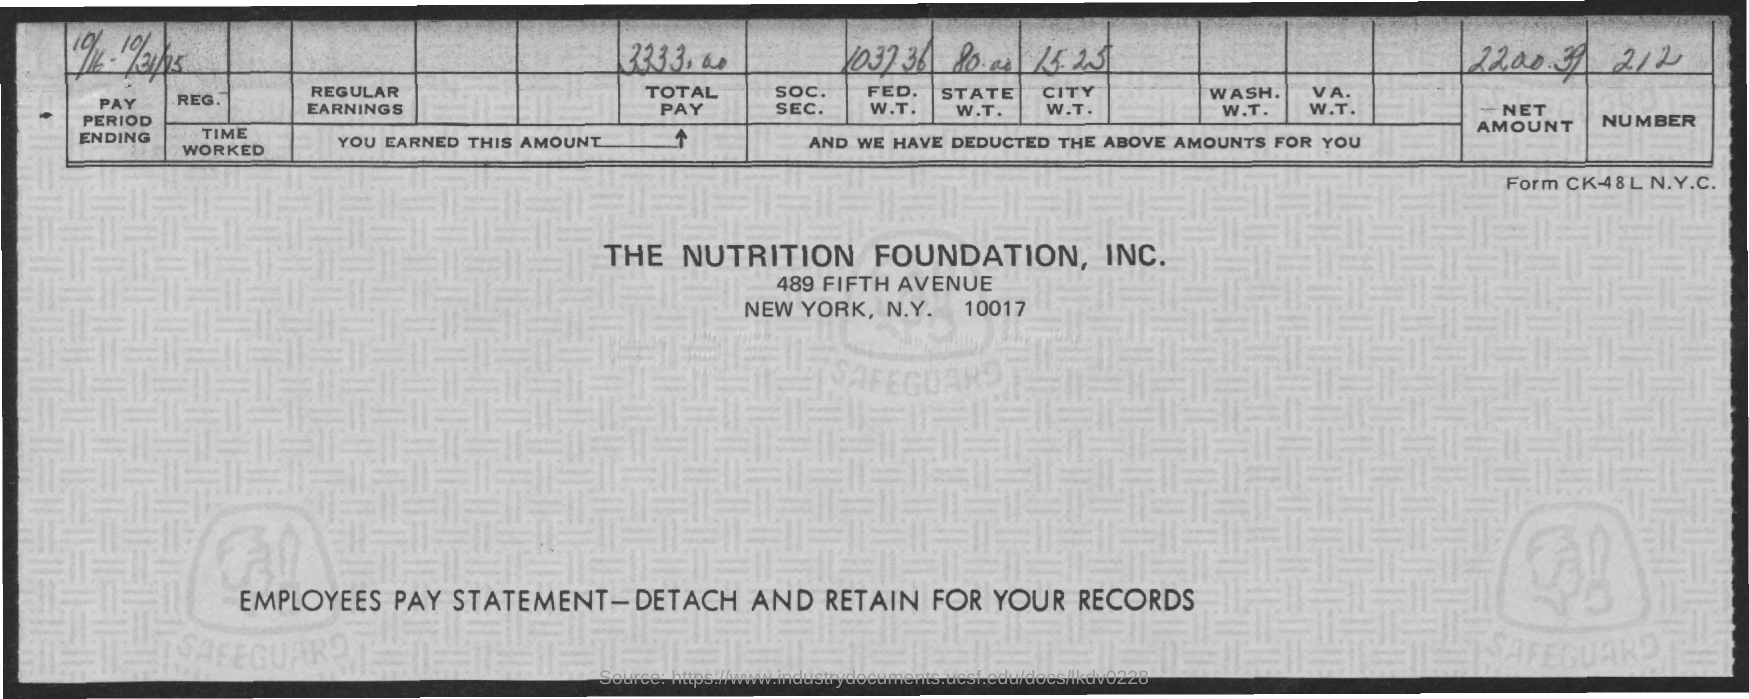 10/16 - 10/31/75 3333.00 1037 36 80.00 15.25 2200.39 212
PAY PERIOD ENDING REG. REGULAR EARNINGS TOTAL PAY SOC. SEC. FED. W.T. STATE W.T. CITY W.T. WASH. W.T. VA. W.T. NET AMOUNT NUMBER
TIME WORKED YOU EARNED THIS AMOUNT AND WE HAVE DEDUCTED THE ABOVE AMOUNTS FOR YOU
Form CK-48L N.Y.C.
THE NUTRITION FOUNDATION, INC.
489 FIFTH AVENUE
NEW YORK, N.Y. 10017
SAFEGUARD
EMPLOYEES PAY STATEMENT—DETACH AND RETAIN FOR YOUR RECORDS
SAFEGUARD SAFEGUARD
Source: https://www.industrydocuments.ucsf.edu/docs/lkdv0228